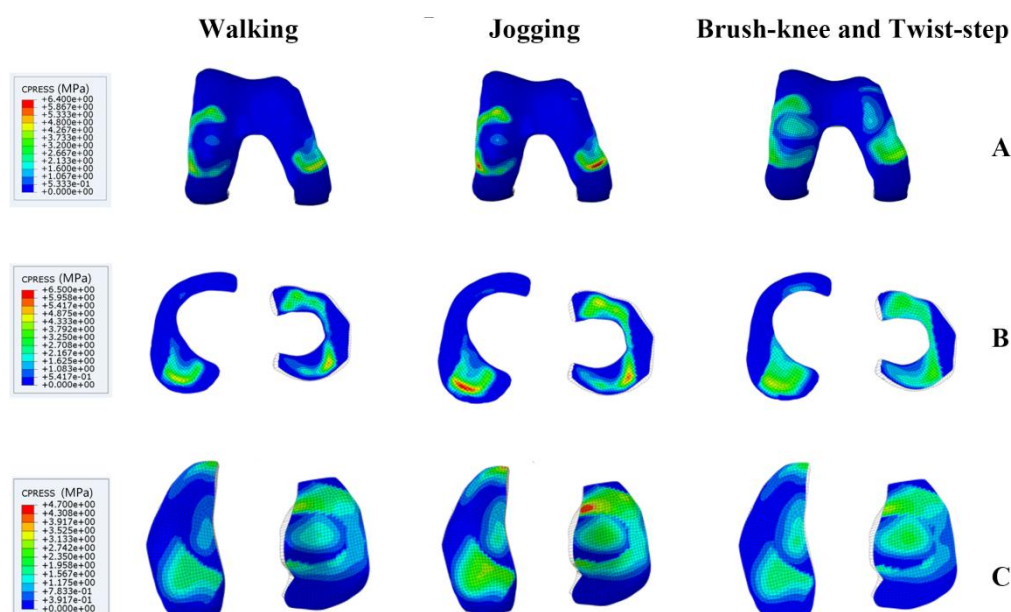 Walking
Jogging
Brush-knee and Twist-step
CPRESS (MPa)
+6.400e+00
+5.867e+00
+5.333e+00
+4.800e+00
+4.267e+00
+3.733e+00
+3.200e+00
+2.667e+00
+2.133e+00
+1.600e+00
+1.067e+00
+5.333e-01
+0.000e+00
A
CPRESS (MPa)
+6.500e+00
+5.958e+00
+5.417e+00
+4.875e+00
+4.333e+00
+3.792e+00
+3.250e+00
+2.708e+00
+2.167e+00
+1.625e+00
+1.083e+00
+5.417e-01
+0.000e+00
B
CPRESS (MPa)
+4.700e+00
+4.308e+00
+3.917e+00
+3.525e+00
+3.133e+00
+2.742e+00
+2.350e+00
+1.958e+00
+1.567e+00
+1.175e+00
+7.833e-01
+3.917e-01
+0.000e+00
C